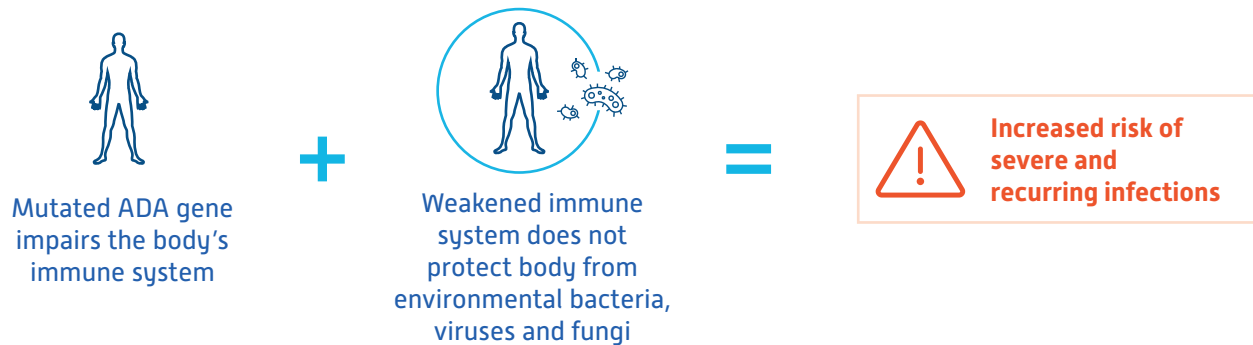 Mutated ADA gene
impairs the body's
immune system
+
Weakened immune
system does not
protect body from
environmental bacteria,
viruses and fungi
=
Increased risk of
severe and
recurring infections